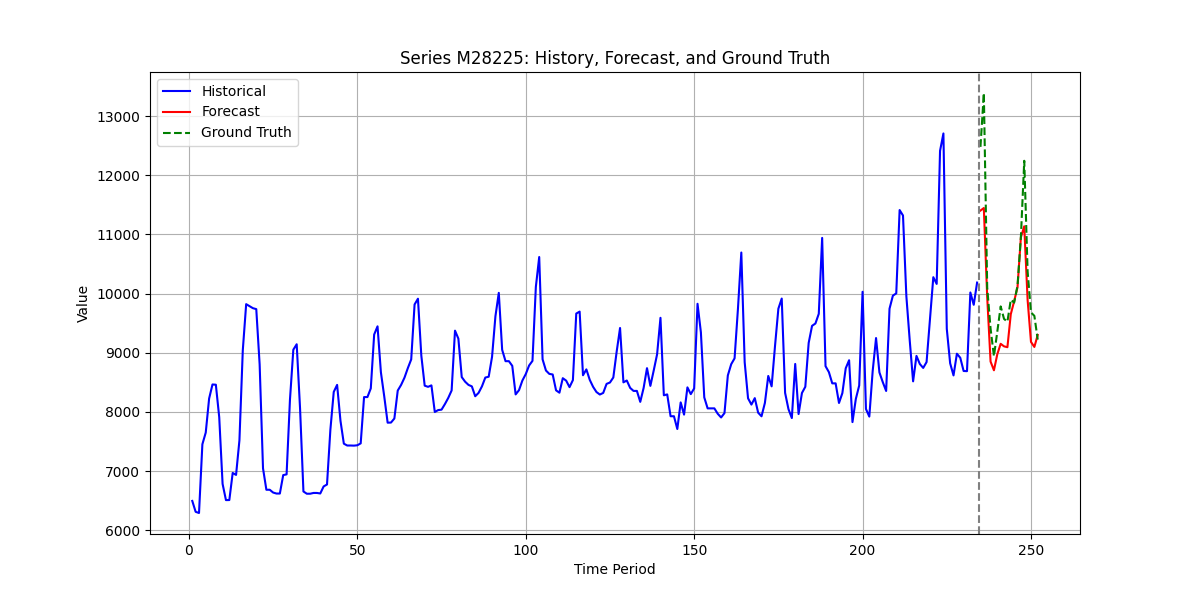 Series M28225: History, Forecast, and Ground Truth
Historical
Forecast
Ground Truth
13000
12000
11000
10000
9000
8000
7000
6000
Value
0
50
100
150
200
250
Time Period